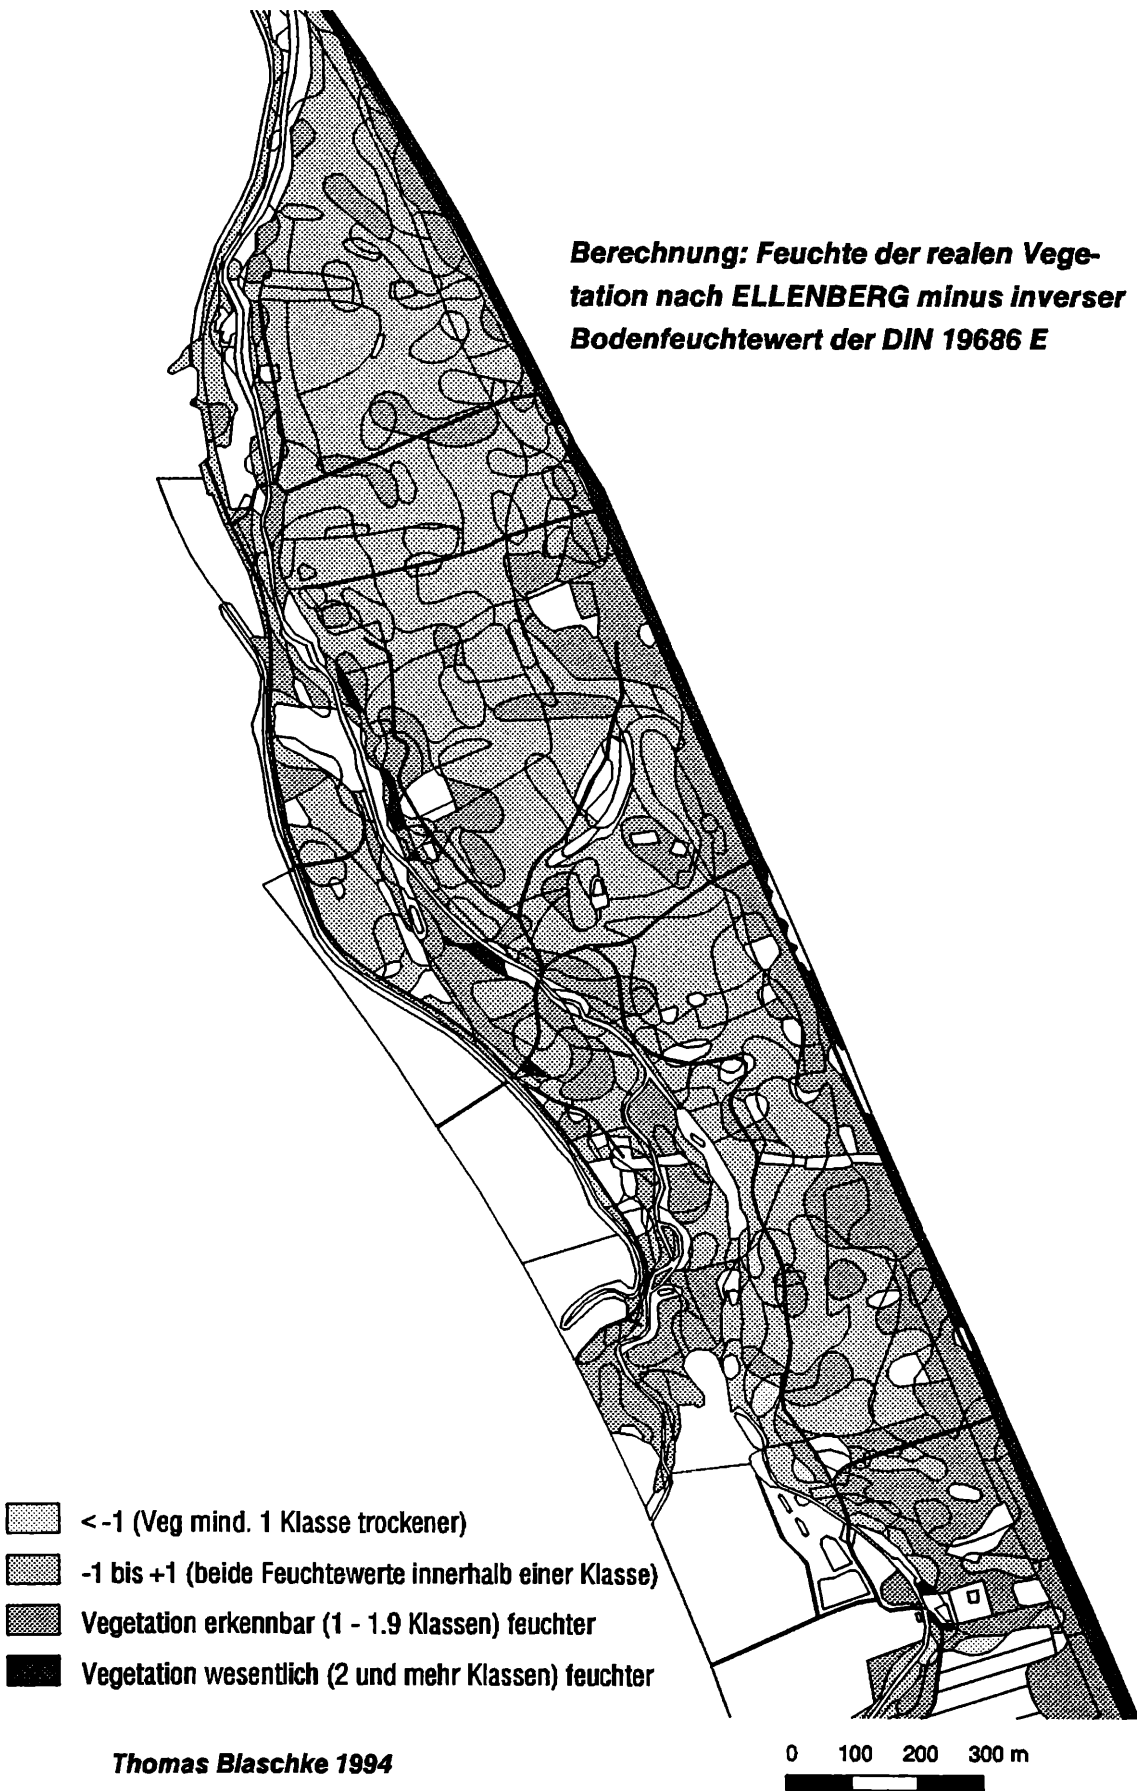 Berechnung: Feuchte der realen Vege-
tation nach ELLENBERG minus inverser
Bodenfeuchtewert der DIN 19686 E
< -1 (Veg mind. 1 Klasse trockener)
-1 bis +1 (beide Feuchtewerte innerhalb einer Klasse)
Vegetation erkennbar (1 - 1.9 Klassen) feuchter
Vegetation wesentlich (2 und mehr Klassen) feuchter
Thomas Blaschke 1994
0 100 200 300 m